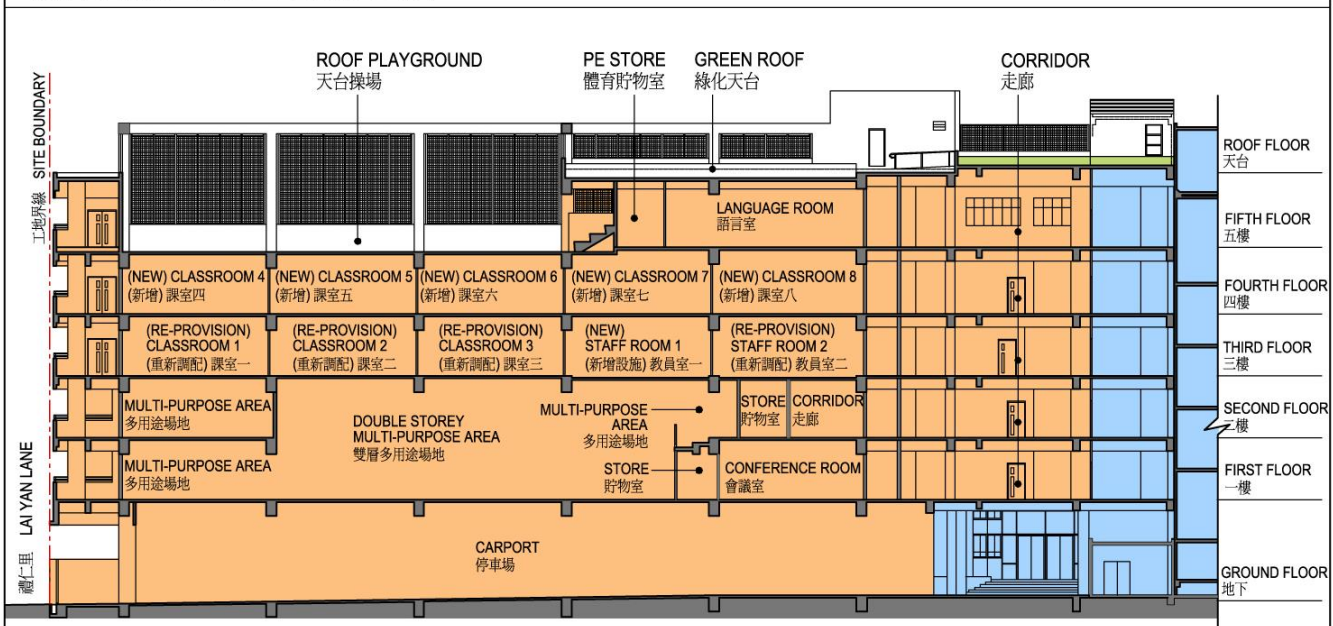 ROOF PLAYGROUND
天台操場
PE STORE
體育貯物室
GREEN ROOF
綠化天台
CORRIDOR
走廊
SITE BOUNDARY
工地界線
LAI YAN LANE
禮仁里
ROOF FLOOR
天台
LANGUAGE ROOM
語言室
FIFTH FLOOR
五樓
(NEW) CLASSROOM 4
(新增) 課室四
(NEW) CLASSROOM 5
(新增) 課室五
(NEW) CLASSROOM 6
(新增) 課室六
(NEW) CLASSROOM 7
(新增) 課室七
(NEW) CLASSROOM 8
(新增) 課室八
FOURTH FLOOR
四樓
(RE-PROVISION)
CLASSROOM 1
(重新調配) 課室一
(RE-PROVISION)
CLASSROOM 2
(重新調配) 課室二
(RE-PROVISION)
CLASSROOM 3
(重新調配) 課室三
(NEW)
STAFF ROOM 1
(新增設施) 教員室一
(RE-PROVISION)
STAFF ROOM 2
(重新調配) 教員室二
THIRD FLOOR
三樓
MULTI-PURPOSE AREA
多用途場地
DOUBLE STOREY
MULTI-PURPOSE AREA
雙層多用途場地
MULTI-PURPOSE
AREA
多用途場地
STORE
貯物室
CORRIDOR
走廊
SECOND FLOOR
二樓
MULTI-PURPOSE AREA
多用途場地
STORE
貯物室
CONFERENCE ROOM
會議室
FIRST FLOOR
一樓
CARPORT
停車場
GROUND FLOOR
地下